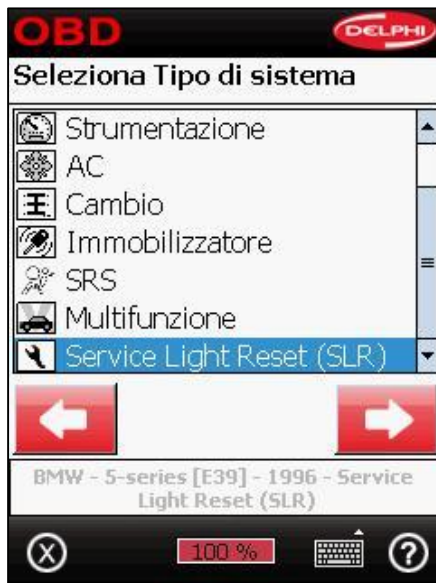 OBD
DELPHI
Seleziona Tipo di sistema
Strumentazione
AC
Cambio
Immobilizzatore
SRS
Multifunzione
Service Light Reset (SLR)
BMW - 5-series [E39] - 1996 - Service
Light Reset (SLR)
100 %
?